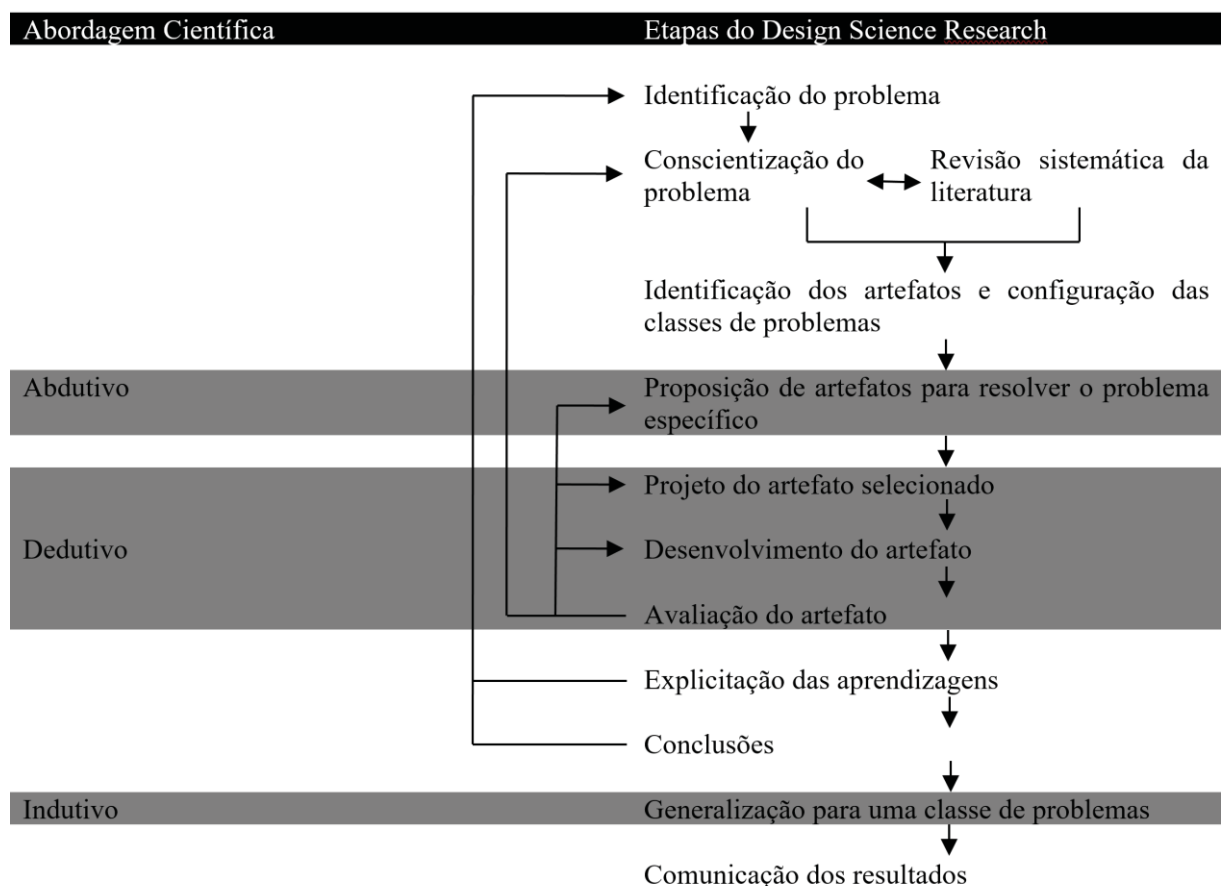 Abordagem Científica
Etapas do Design Science Research
Identificação do problema
Conscientização do
problema
Revisão sistemática da
literatura
Identificação dos artefatos e configuração das
classes de problemas
Abdutivo
Proposição de artefatos para resolver o problema
específico
Projeto do artefato selecionado
Dedutivo
Desenvolvimento do artefato
Avaliação do artefato
Explicitação das aprendizagens
Conclusões
Indutivo
Generalização para uma classe de problemas
Comunicação dos resultados